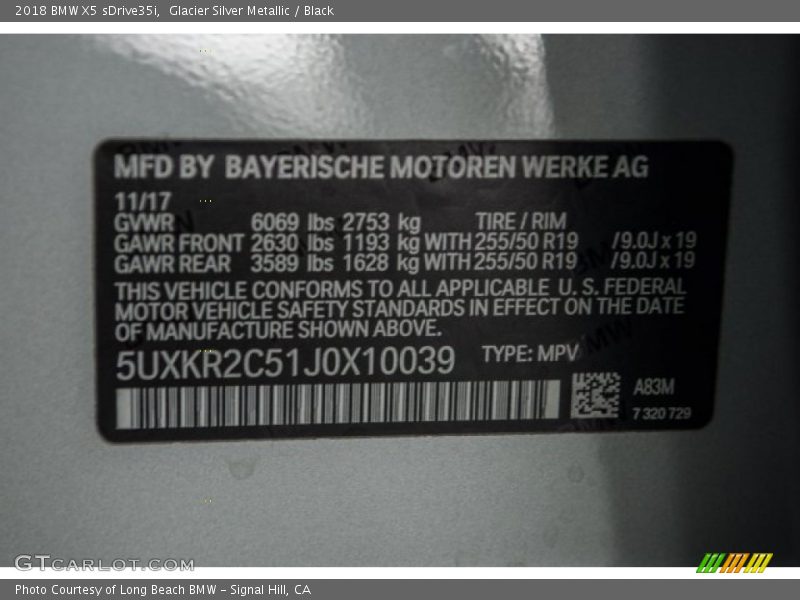 2018 BMW X5 sDrive35i, Glacier Silver Metallic / Black
MFD BY BAYERISCHE MOTOREN WERKE AG
11/17
GVWR 6069 lbs 2753 kg TIRE / RIM
GAWR FRONT 2630 lbs 1193 kg WITH 255/50 R19 /9.0J x 19
GAWR REAR 3589 lbs 1628 kg WITH 255/50 R19 /9.0J x 19
THIS VEHICLE CONFORMS TO ALL APPLICABLE U. S. FEDERAL
MOTOR VEHICLE SAFETY STANDARDS IN EFFECT ON THE DATE
OF MANUFACTURE SHOWN ABOVE.
5UXKR2C51J0X10039 TYPE: MPV
A83M
7 320 729
GTCARLOT.COM
Photo Courtesy of Long Beach BMW – Signal Hill, CA